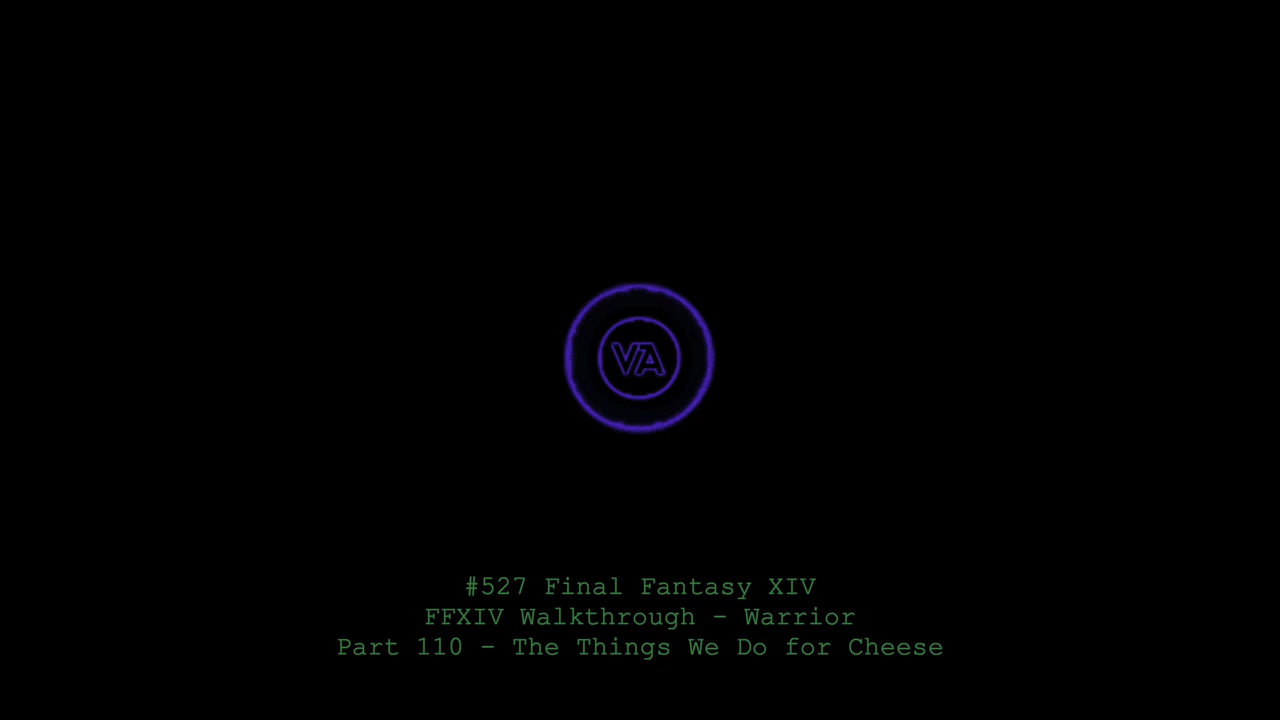 VA
#527 Final Fantasy XIV
FFXIV Walkthrough - Warrior
Part 110 - The Things We Do for Cheese